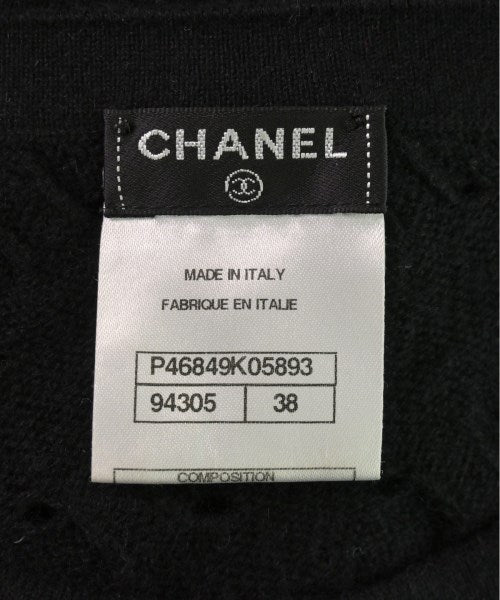 CHANEL
MADE IN ITALY
FABRIQUE EN ITALIE
P46849K05893
94305 38
COMPOSITION